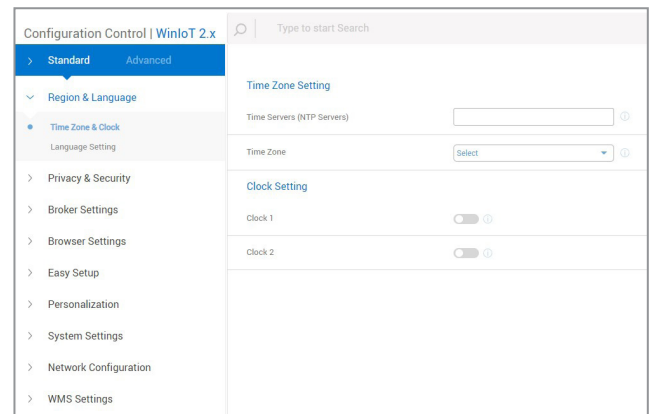 Configuration Control | WinIoT 2.x
Type to start Search
Standard Advanced
Region & Language
Time Zone & Clock
Language Setting
Privacy & Security
Broker Settings
Browser Settings
Easy Setup
Personalization
System Settings
Network Configuration
WMS Settings
Time Zone Setting
Time Servers (NTP Servers)
Time Zone Select
Clock Setting
Clock 1
Clock 2